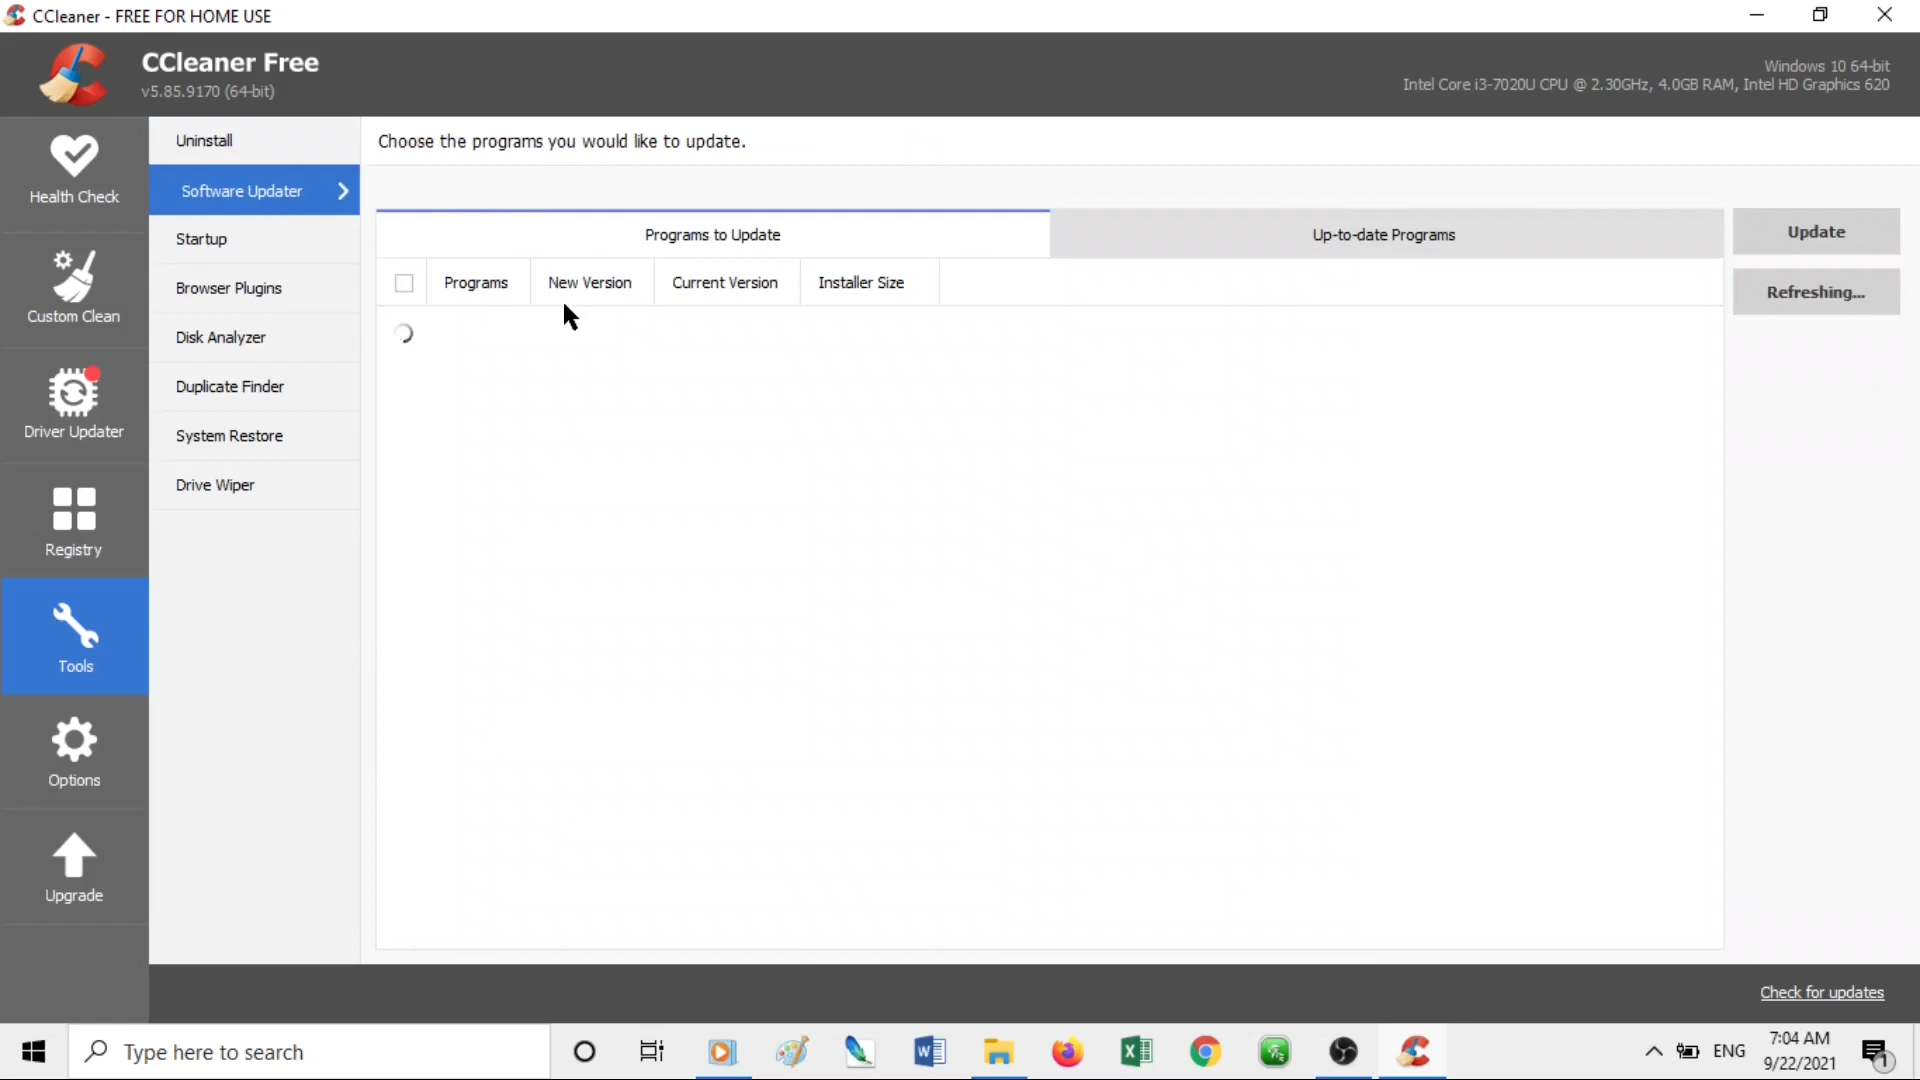 CCleaner - FREE FOR HOME USE
CCleaner Free
v5.85.9170 (64-bit)
Windows 10 64-bit
Intel Core i3-7020U CPU @ 2.30GHz, 4.0GB RAM, Intel HD Graphics 620
Health Check
Custom Clean
Driver Updater
Registry
Tools
Options
Upgrade
Uninstall
Software Updater
Startup
Browser Plugins
Disk Analyzer
Duplicate Finder
System Restore
Drive Wiper
Choose the programs you would like to update.
Programs to Update
Up-to-date Programs
Programs
New Version
Current Version
Installer Size
Update
Refreshing...
Check for updates
Type here to search
ENG
7:04 AM
9/22/2021
1